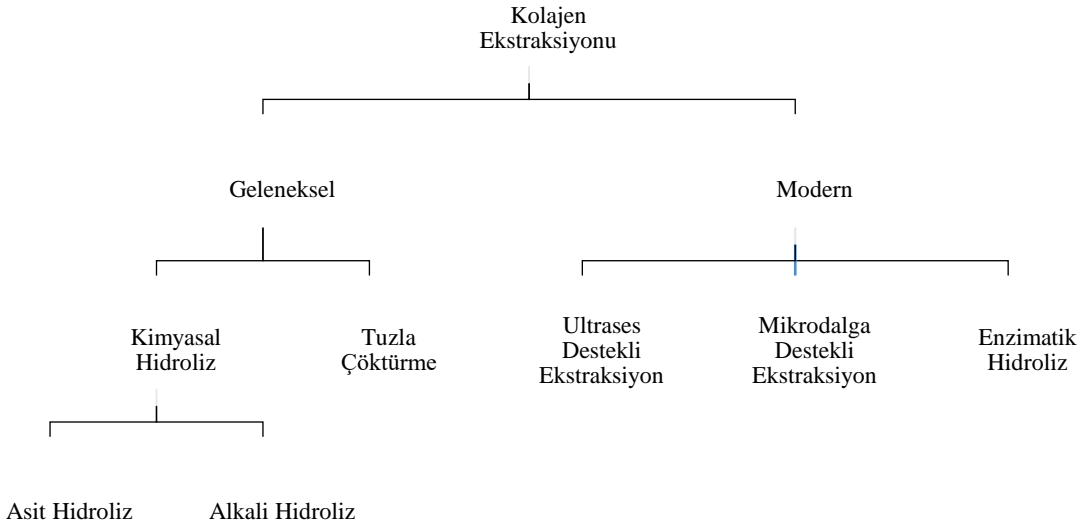 Kolajen
Ekstraksiyonu
Geleneksel
Modern
Kimyasal
Hidroliz
Tuzla
Çöktürme
Ultrases
Destekli
Ekstraksiyon
Mikrodalga
Destekli
Ekstraksiyon
Enzimatik
Hidroliz
Asit Hidroliz
Alkali Hidroliz